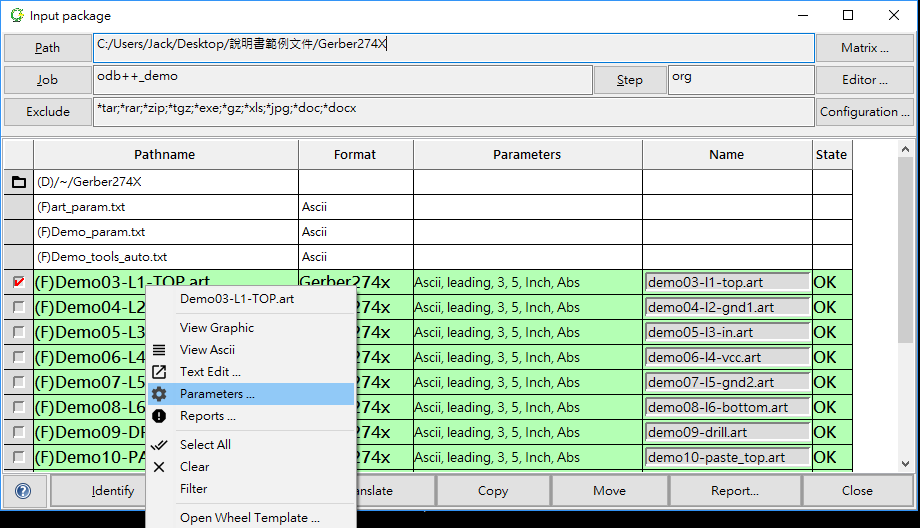 Input package
Path C:/Users/Jack/Desktop/說明書範例文件/Gerber274X Matrix ...
Job odb++_demo Step org Editor ...
Exclude *tar;*rar;*zip;*tgz;*exe;*gz;*xls;*jpg;*doc;*docx Configuration ...
Pathname Format Parameters Name State
(D)/~/Gerber274X
(F)art_param.txt Ascii
(F)Demo_param.txt Ascii
(F)Demo_tools_auto.txt Ascii
(F)Demo03-L1-TOP.art Gerber274x Ascii, leading, 3, 5, Inch, Abs demo03-l1-top.art OK
(F)Demo04-L2 274x Ascii, leading, 3, 5, Inch, Abs demo04-l2-gnd1.art OK
(F)Demo05-L3 274x Ascii, leading, 3, 5, Inch, Abs demo05-l3-in.art OK
(F)Demo06-L4 274x Ascii, leading, 3, 5, Inch, Abs demo06-l4-vcc.art OK
(F)Demo07-L5 274x Ascii, leading, 3, 5, Inch, Abs demo07-l5-gnd2.art OK
(F)Demo08-L6 274x Ascii, leading, 3, 5, Inch, Abs demo08-l6-bottom.art OK
(F)Demo09-DR 274x Ascii, leading, 3, 5, Inch, Abs demo09-drill.art OK
(F)Demo10-PA 274x Ascii, leading, 3, 5, Inch, Abs demo10-paste_top.art OK
Demo03-L1-TOP.art
View Graphic
View Ascii
Text Edit ...
Parameters ...
Reports ...
Select All
Clear
Filter
Open Wheel Template ...
Identify anslate Copy Move Report... Close